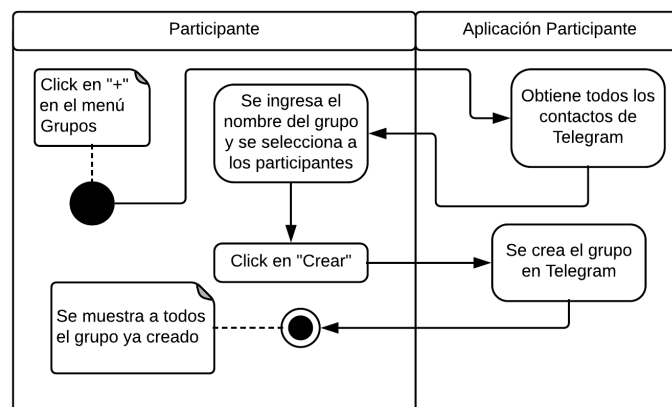 Participante
Aplicación Participante
Click en "+"
en el menú
Grupos
Se ingresa el
nombre del grupo
y se selecciona a
los participantes
Obtiene todos los
contactos de
Telegram
Click en "Crear"
Se crea el grupo
en Telegram
Se muestra a todos
el grupo ya creado